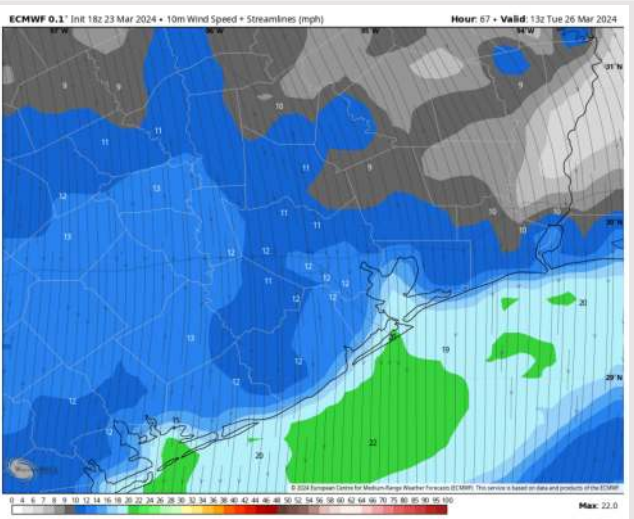 ECMWF 0.1° Init 18z 23 Mar 2024 • 10m Wind Speed + Streamlines (mph) Hour: 67 • Valid: 13z Tue 26 Mar 2024
97°W 96°W 95°W 94°W
31°N
9 9 9
10
11
11
11 9
13
12
11 10
11 10 30°N
13
12 12
12
11 12 12
12 12
20
13 19
12
29°N
12
12
12
15
22
20
© 2024 European Centre for Medium-Range Weather Forecasts (ECMWF). This service is based on data and products of the ECMWF.
0 4 6 7 8 9 10 12 14 16 18 20 22 24 26 28 30 32 34 36 38 40 42 44 46 48 50 52 54 56 58 60 65 70 75 80 85 90 95 100 Max: 22.0